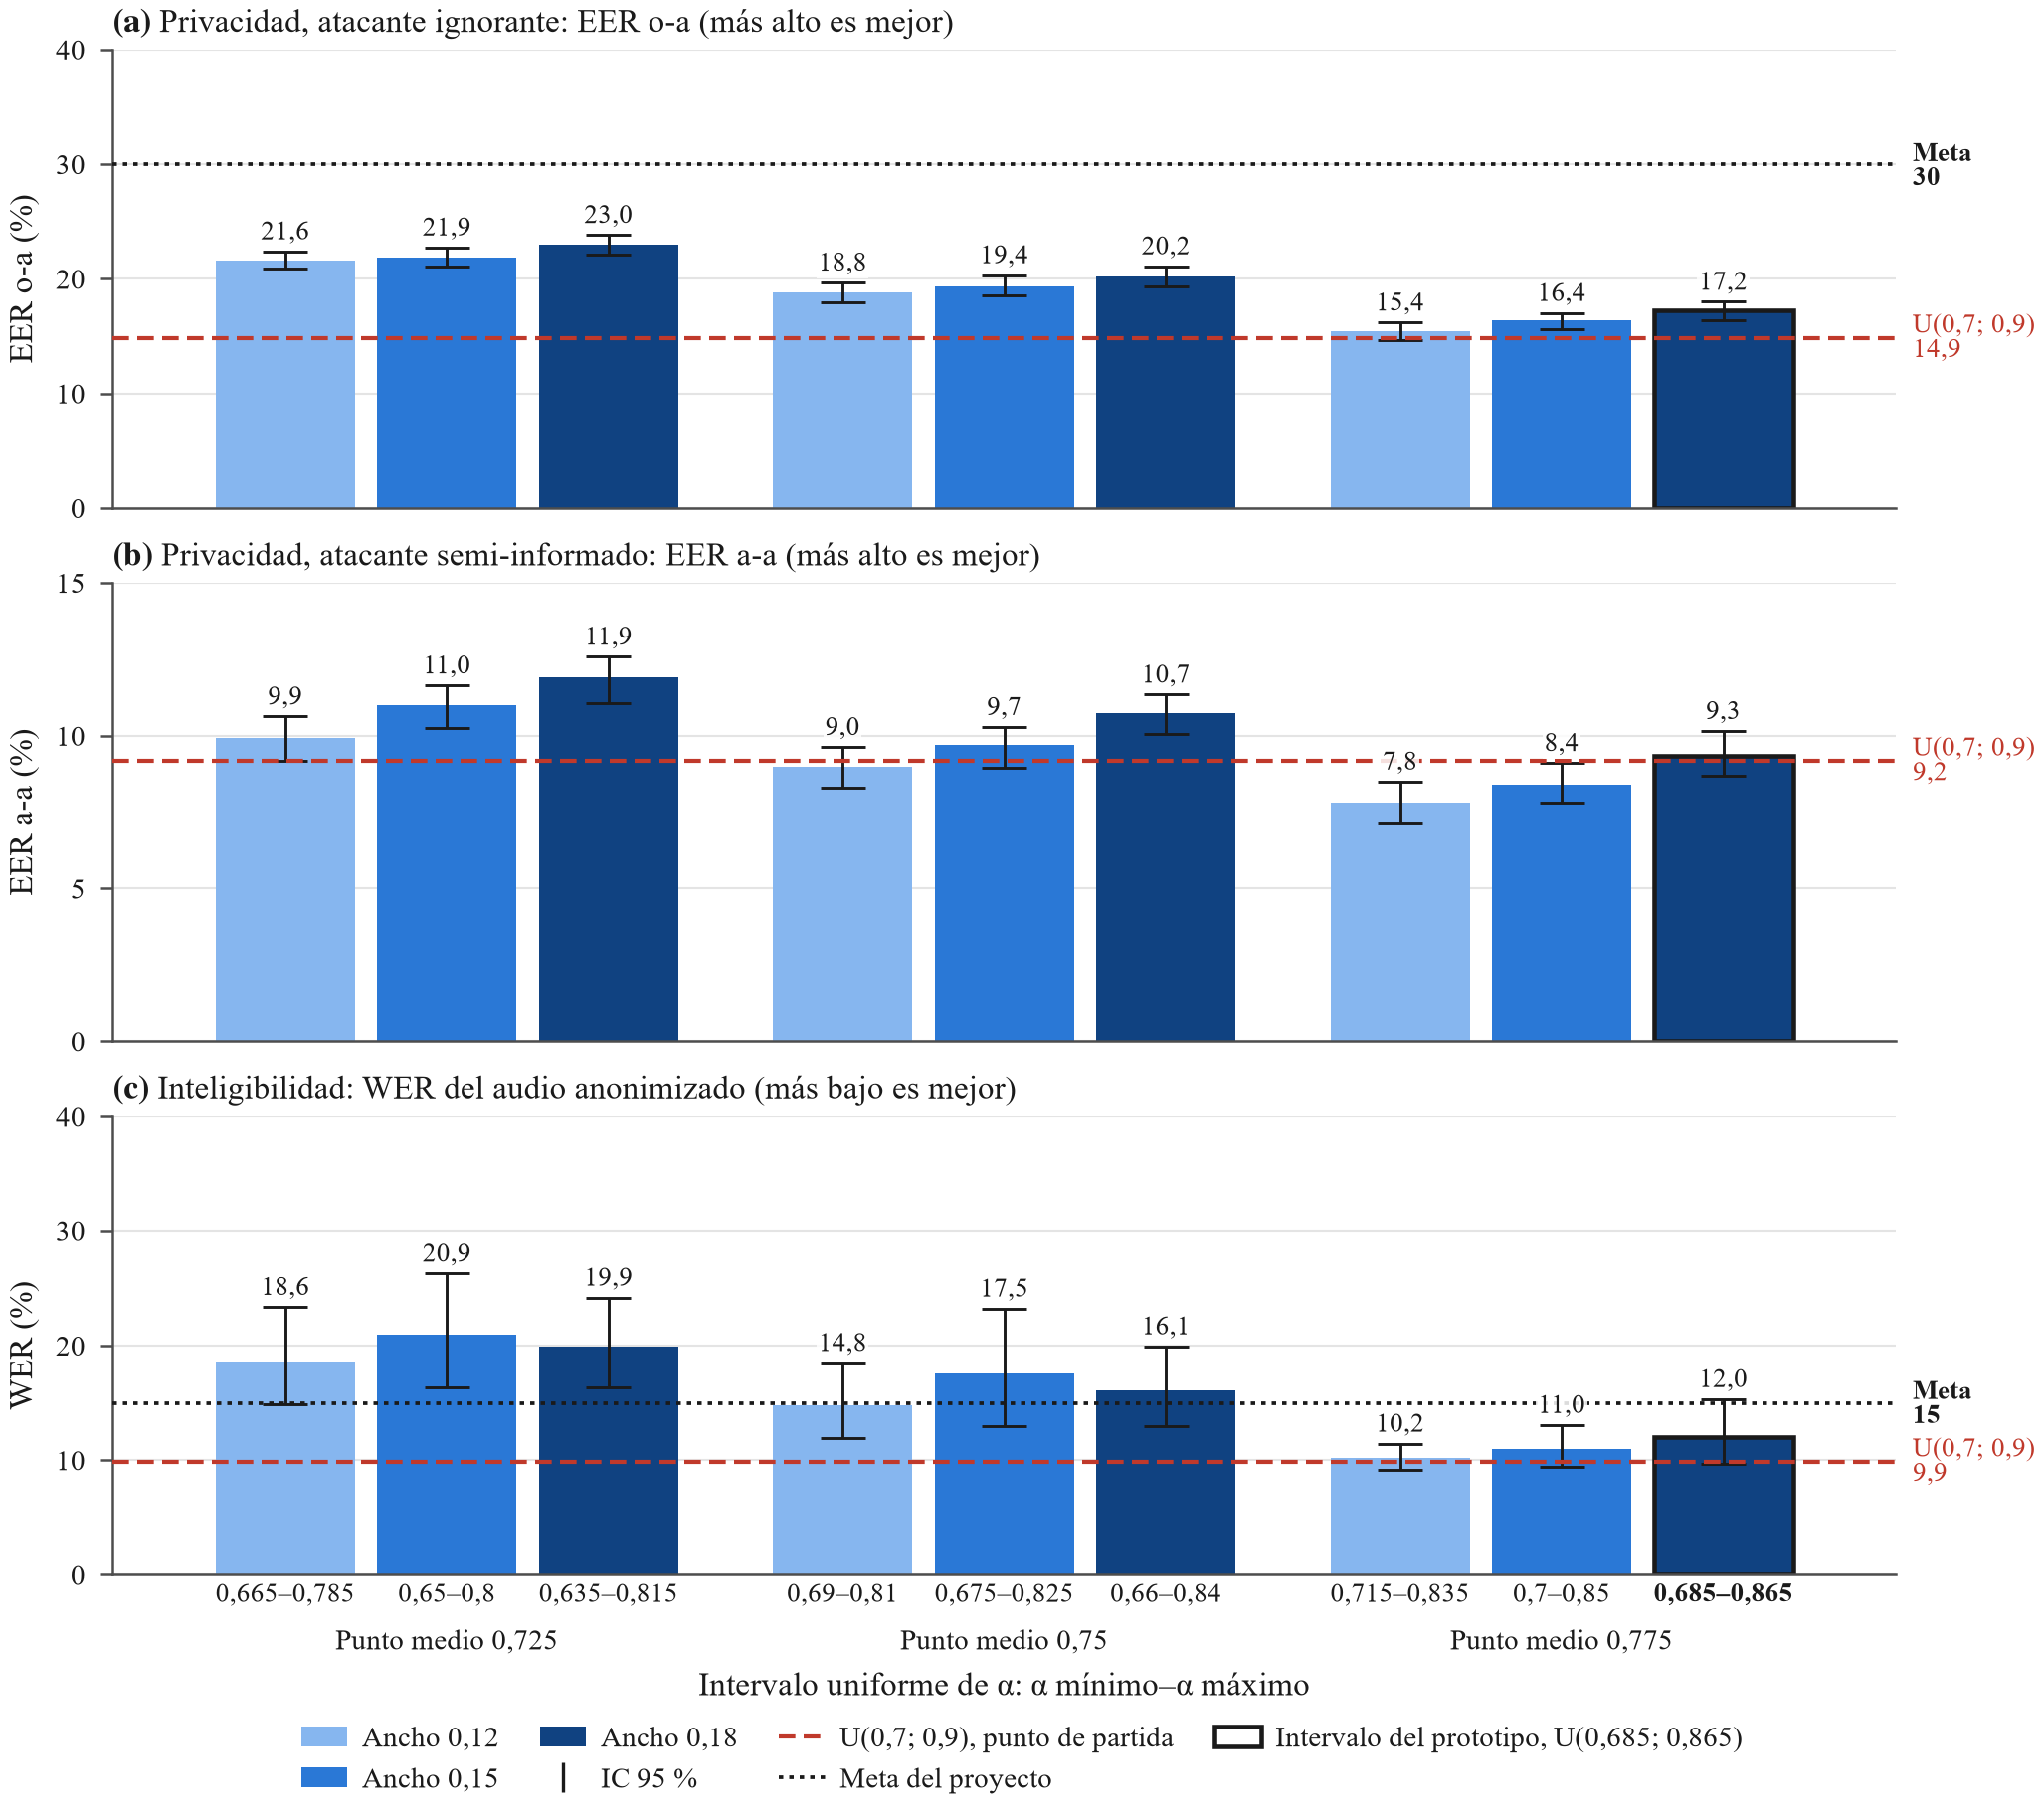 (a) Privacidad, atacante ignorante: EER o-a (más alto es mejor)
EER o-a (%)
40
30
20
10
0
21,6
21,9
23,0
18,8
19,4
20,2
15,4
16,4
17,2
Meta
30
U(0,7; 0,9)
14,9
(b) Privacidad, atacante semi-informado: EER a-a (más alto es mejor)
EER a-a (%)
15
10
5
0
9,9
11,0
11,9
9,0
9,7
10,7
7,8
8,4
9,3
U(0,7; 0,9)
9,2
(c) Inteligibilidad: WER del audio anonimizado (más bajo es mejor)
WER (%)
40
30
20
10
0
18,6
20,9
19,9
14,8
17,5
16,1
10,2
11,0
12,0
Meta
15
U(0,7; 0,9)
9,9
0,665–0,785 0,65–0,8 0,635–0,815 0,69–0,81 0,675–0,825 0,66–0,84 0,715–0,835 0,7–0,85 0,685–0,865
Punto medio 0,725 Punto medio 0,75 Punto medio 0,775
Intervalo uniforme de α: α mínimo–α máximo
Ancho 0,12 Ancho 0,18 U(0,7; 0,9), punto de partida Intervalo del prototipo, U(0,685; 0,865)
Ancho 0,15 IC 95 % Meta del proyecto